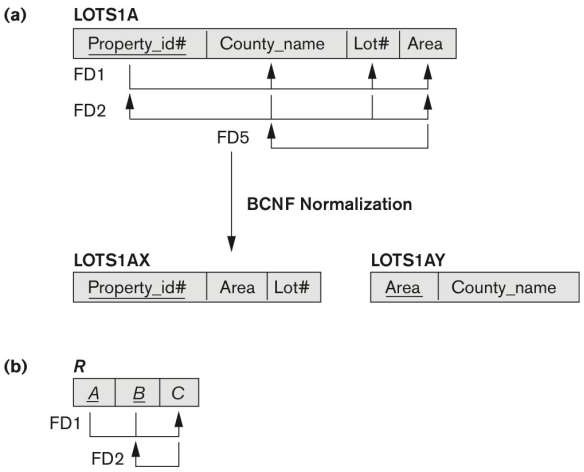 (a) LOTS1A
Property_id# County_name Lot# Area
FD1
FD2
FD5
BCNF Normalization
LOTS1AX LOTS1AY
Property_id# Area Lot# Area County_name
(b) R
A B C
FD1
FD2